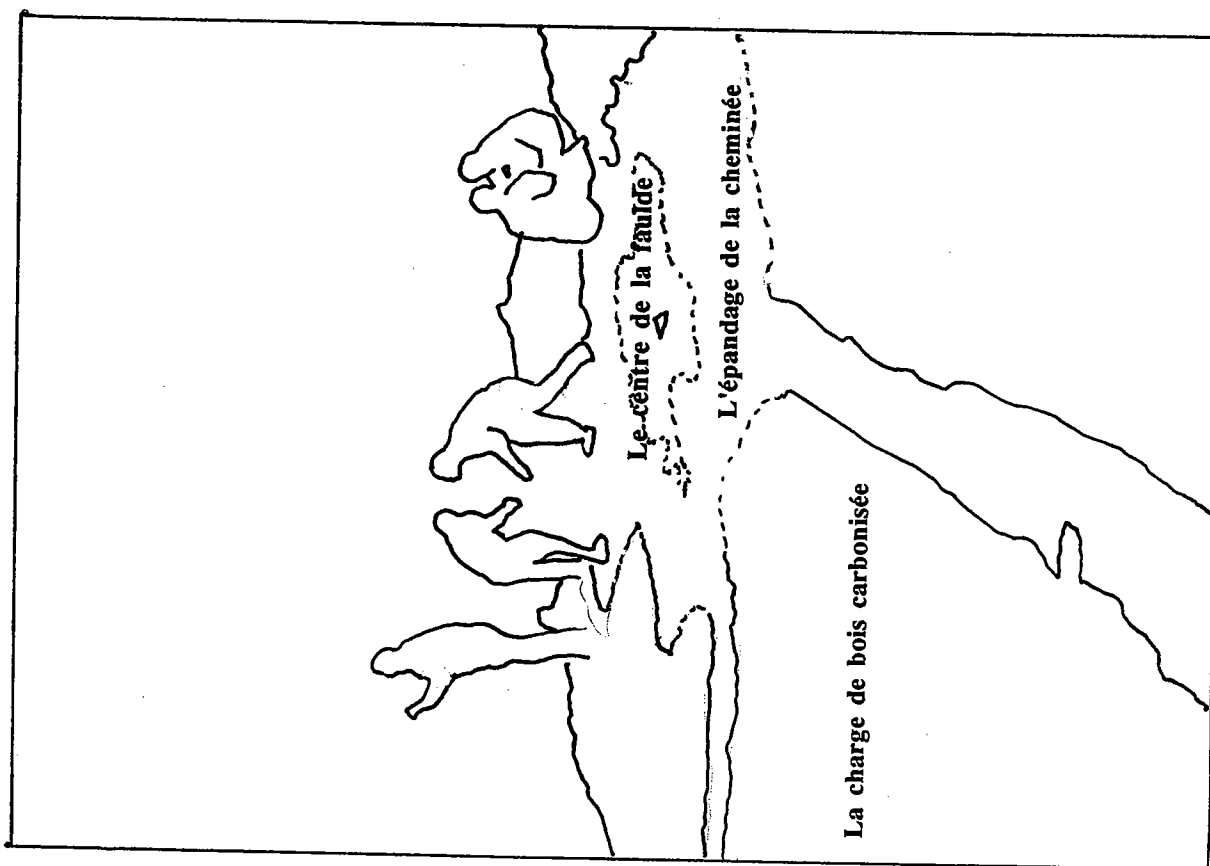 Le centre de la faulde
L'épandage de la cheminée
La charge de bois carbonisée